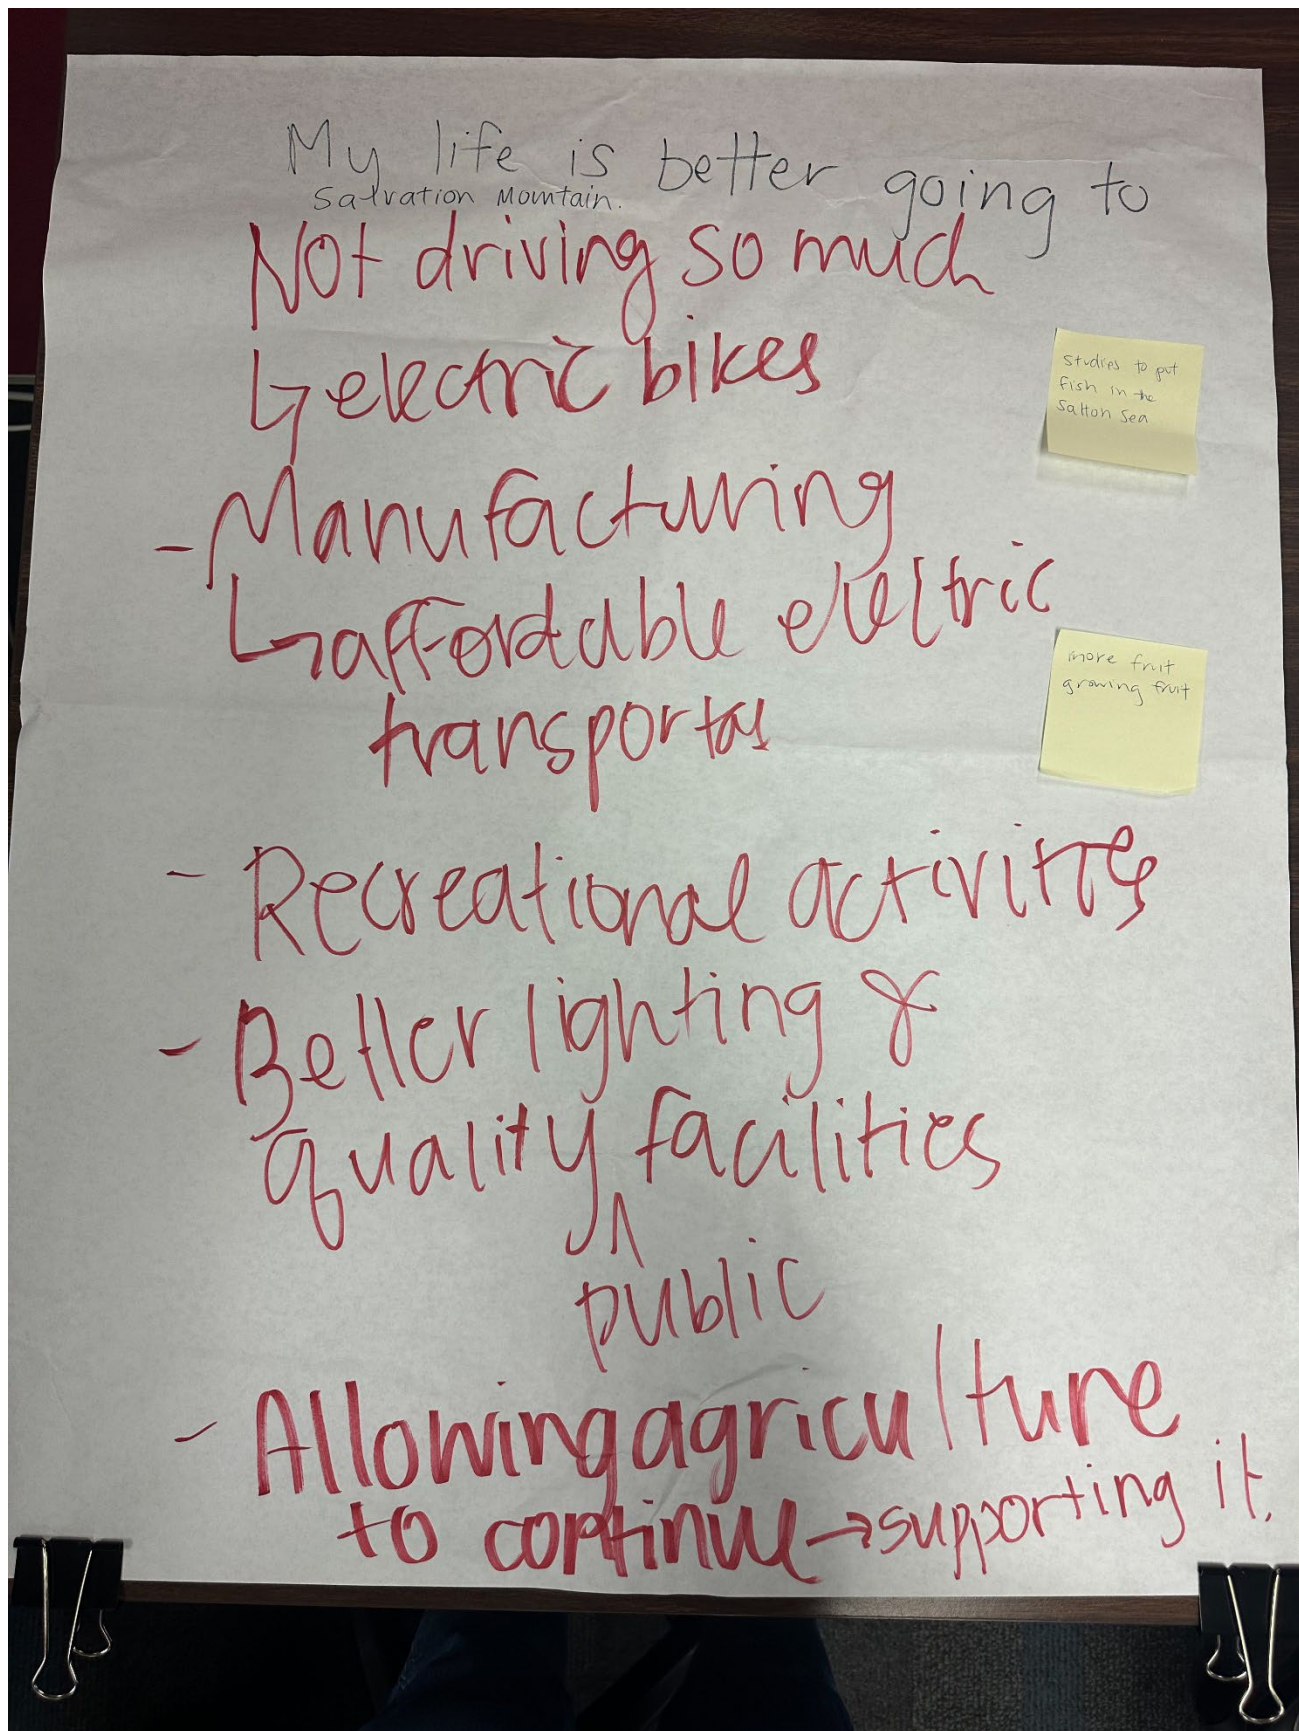 My life is better going to
Salvation Mountain.
Not driving so much
↳ electric bikes
studies to put
fish in the
Salton Sea
- Manufacturing
↳ affordable electric
more fruit
growing fruit
- Recreational activities
- Better lighting &
quality ^ facilities
public
- Allowing agriculture
to continue → supporting it.